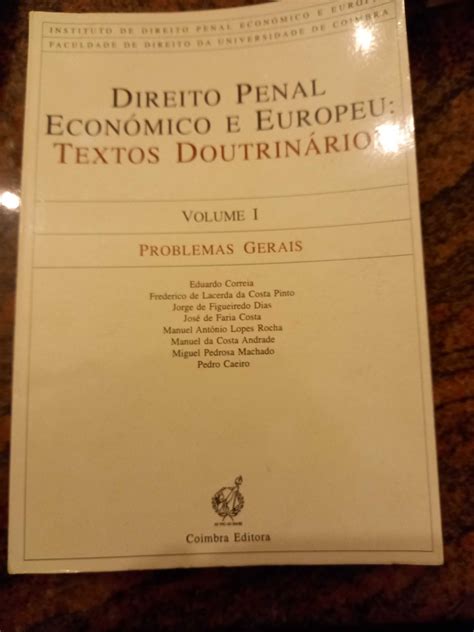 INSTITUTO DE DIREITO PENAL ECONÓMICO E EUROPEU
FACULDADE DE DIREITO DA UNIVERSIDADE DE COIMBRA
DIREITO PENAL
ECONÓMICO E EUROPEU:
TEXTOS DOUTRINÁRIOS
VOLUME I
PROBLEMAS GERAIS
Eduardo Correia
Frederico de Lacerda da Costa Pinto
Jorge de Figueiredo Dias
José de Faria Costa
Manuel António Lopes Rocha
Manuel da Costa Andrade
Miguel Pedrosa Machado
Pedro Caeiro
Coimbra Editora